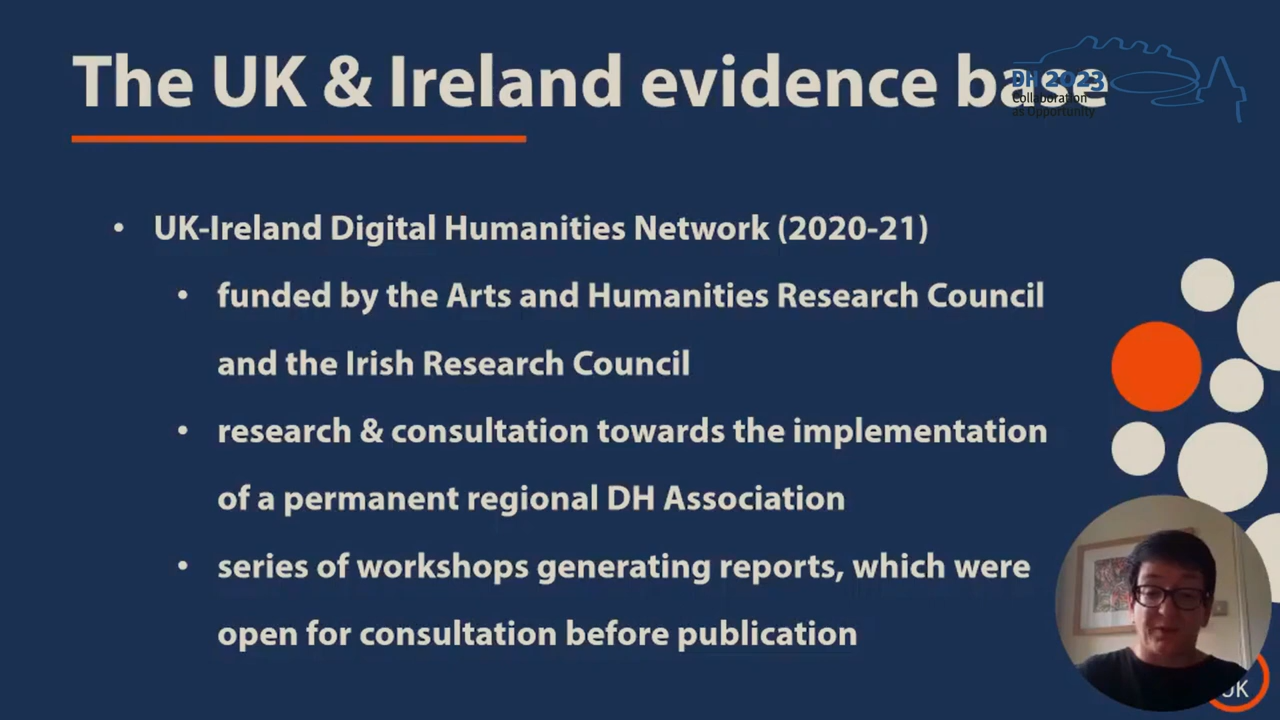 The UK & Ireland evidence base
DH 2023
Collaboration
as Opportunity
• UK-Ireland Digital Humanities Network (2020-21)
• funded by the Arts and Humanities Research Council
and the Irish Research Council
• research & consultation towards the implementation
of a permanent regional DH Association
• series of workshops generating reports, which were
open for consultation before publication
UK